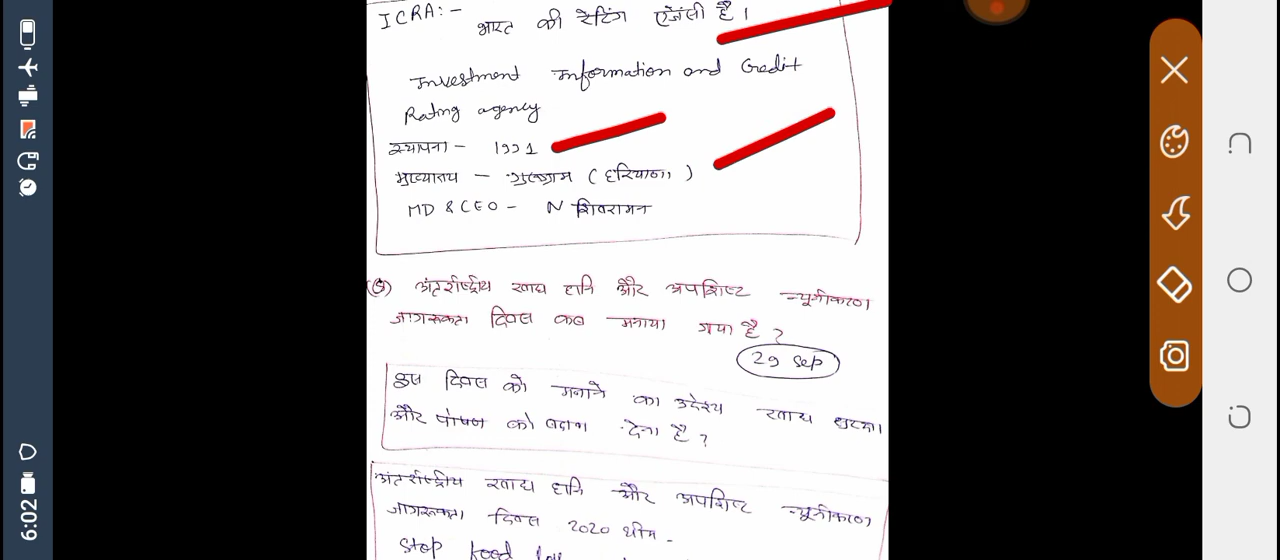 ICRA:- भारत की रेटिंग एजेंसी है।
Investment Information and Credit
Rating agency
स्थापना - 1991
मुख्यालय - गुरुग्राम (हरियाणा)
MD & CEO - N शिवरामन
अंतर्राष्ट्रीय खाद्य हानि और अपशिष्ट न्यूनीकरण
जागरूकता दिवस कब मनाया गया है?
29 Sep
इस दिवस को मनाने का उद्देश्य खाद्य सुरक्षा
और पोषण को बढ़ावा देना है?
अंतर्राष्ट्रीय खाद्य हानि और अपशिष्ट न्यूनीकरण
जागरूकता दिवस 2020 थीम -
Stop food
6:02